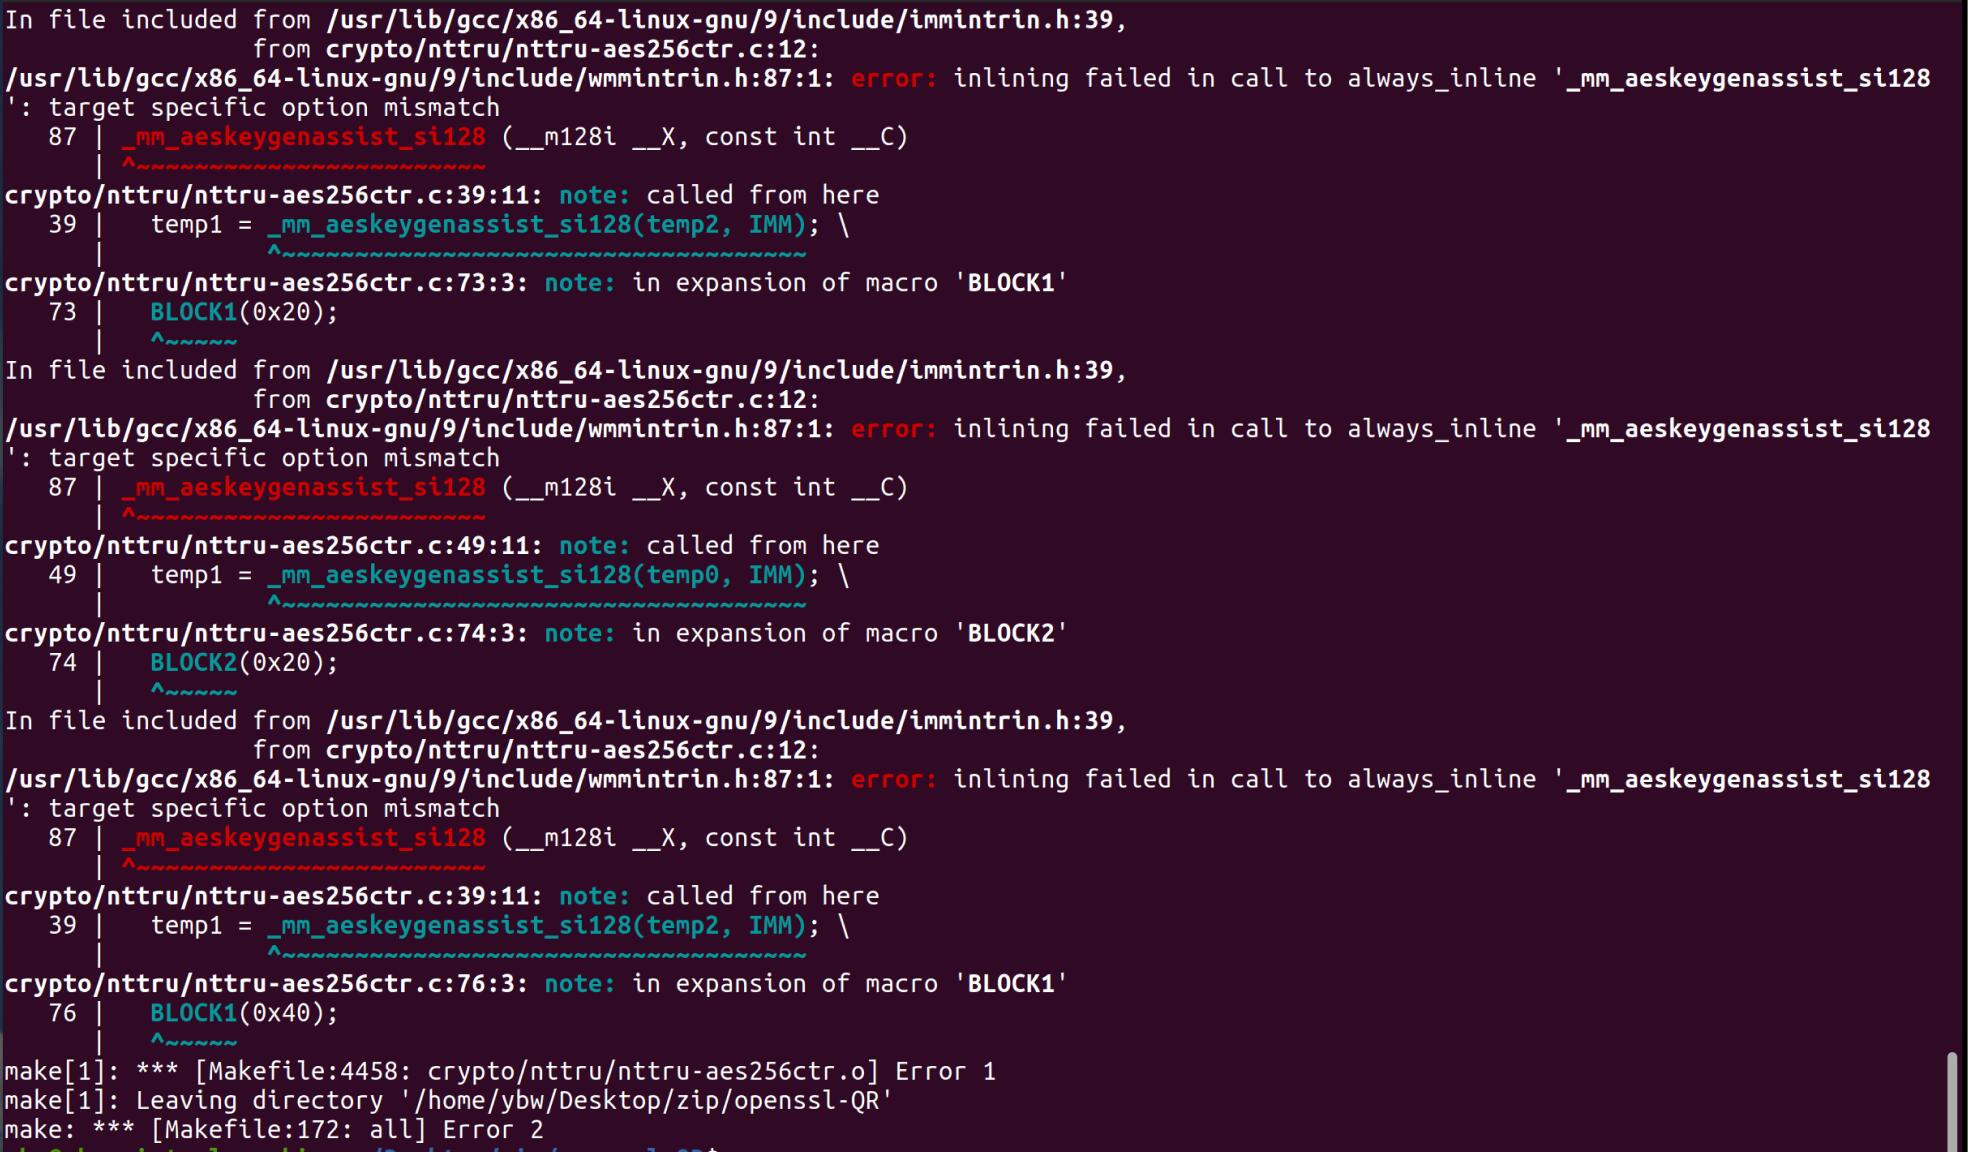 In file included from /usr/lib/gcc/x86_64-linux-gnu/9/include/immintrin.h:39,
                 from crypto/nttru/nttru-aes256ctr.c:12:
/usr/lib/gcc/x86_64-linux-gnu/9/include/wmmintrin.h:87:1: error: inlining failed in call to always_inline '_mm_aeskeygenassist_si128
': target specific option mismatch
   87 | _mm_aeskeygenassist_si128 (__m128i __X, const int __C)
      | ^~~~~~~~~~~~~~~~~~~~~~~~~
crypto/nttru/nttru-aes256ctr.c:39:11: note: called from here
   39 |   temp1 = _mm_aeskeygenassist_si128(temp2, IMM); \
      |           ^~~~~~~~~~~~~~~~~~~~~~~~~~~~~~~~~~~~~
crypto/nttru/nttru-aes256ctr.c:73:3: note: in expansion of macro 'BLOCK1'
   73 |   BLOCK1(0x20);
      |   ^~~~~~
In file included from /usr/lib/gcc/x86_64-linux-gnu/9/include/immintrin.h:39,
                 from crypto/nttru/nttru-aes256ctr.c:12:
/usr/lib/gcc/x86_64-linux-gnu/9/include/wmmintrin.h:87:1: error: inlining failed in call to always_inline '_mm_aeskeygenassist_si128
': target specific option mismatch
   87 | _mm_aeskeygenassist_si128 (__m128i __X, const int __C)
      | ^~~~~~~~~~~~~~~~~~~~~~~~~
crypto/nttru/nttru-aes256ctr.c:49:11: note: called from here
   49 |   temp1 = _mm_aeskeygenassist_si128(temp0, IMM); \
      |           ^~~~~~~~~~~~~~~~~~~~~~~~~~~~~~~~~~~~~
crypto/nttru/nttru-aes256ctr.c:74:3: note: in expansion of macro 'BLOCK2'
   74 |   BLOCK2(0x20);
      |   ^~~~~~
In file included from /usr/lib/gcc/x86_64-linux-gnu/9/include/immintrin.h:39,
                 from crypto/nttru/nttru-aes256ctr.c:12:
/usr/lib/gcc/x86_64-linux-gnu/9/include/wmmintrin.h:87:1: error: inlining failed in call to always_inline '_mm_aeskeygenassist_si128
': target specific option mismatch
   87 | _mm_aeskeygenassist_si128 (__m128i __X, const int __C)
      | ^~~~~~~~~~~~~~~~~~~~~~~~~
crypto/nttru/nttru-aes256ctr.c:39:11: note: called from here
   39 |   temp1 = _mm_aeskeygenassist_si128(temp2, IMM); \
      |           ^~~~~~~~~~~~~~~~~~~~~~~~~~~~~~~~~~~~~
crypto/nttru/nttru-aes256ctr.c:76:3: note: in expansion of macro 'BLOCK1'
   76 |   BLOCK1(0x40);
      |   ^~~~~~
make[1]: *** [Makefile:4458: crypto/nttru/nttru-aes256ctr.o] Error 1
make[1]: Leaving directory '/home/ybw/Desktop/zip/openssl-QR'
make: *** [Makefile:172: all] Error 2